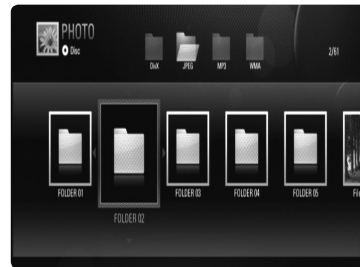 PHOTO
Disc
DivX JPEG MP3 WMA
2/61
FOLDER 01 FOLDER 02 FOLDER 03 FOLDER 04 FOLDER 05